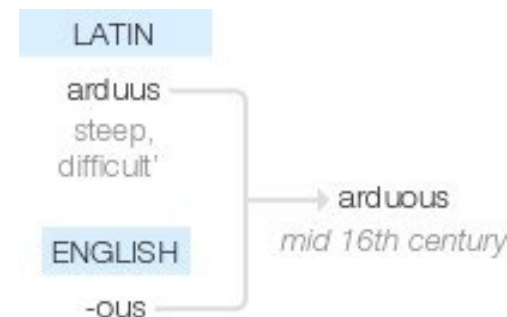 LATIN
arduus
steep,
difficult'
ENGLISH
-ous
arduous
mid 16th century